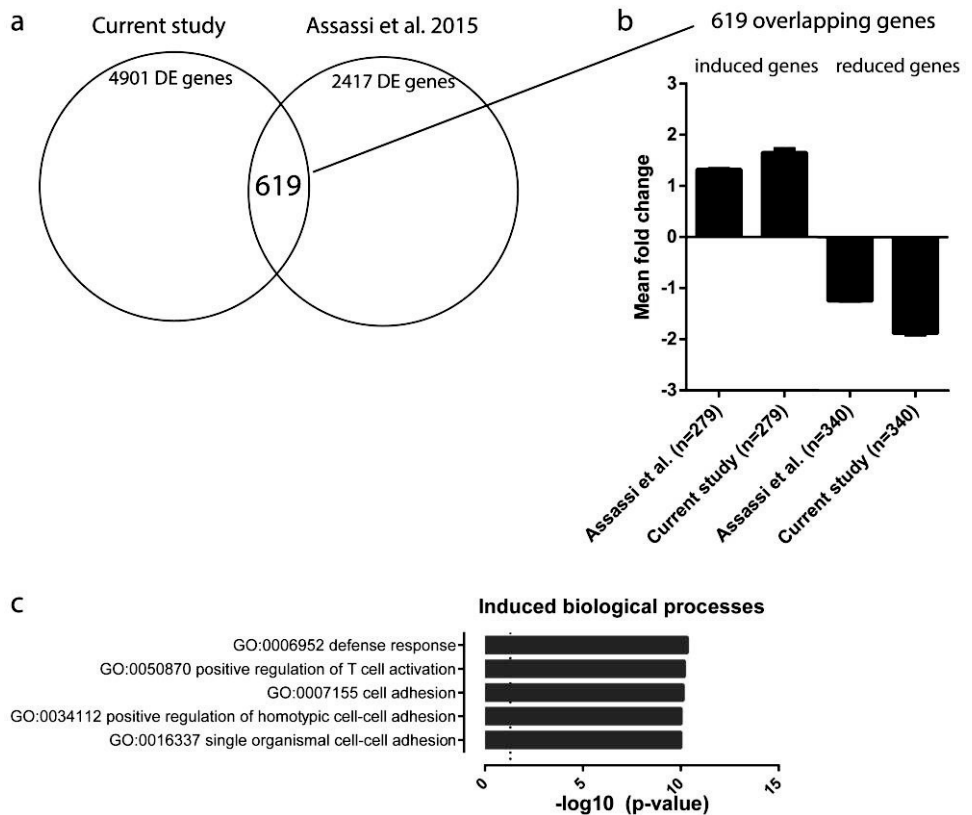 a
Current study
Assassi et al. 2015
4901 DE genes
2417 DE genes
619
619 overlapping genes
b
induced genes
reduced genes
Mean fold change
3
2
1
0
-1
-2
-3
Assassi et al. (n=279)
Current study (n=279)
Assassi et al. (n=340)
Current study (n=340)
c
Induced biological processes
GO:0006952 defense response
GO:0050870 positive regulation of T cell activation
GO:0007155 cell adhesion
GO:0034112 positive regulation of homotypic cell-cell adhesion
GO:0016337 single organismal cell-cell adhesion
0
5
10
15
-log10 (p-value)